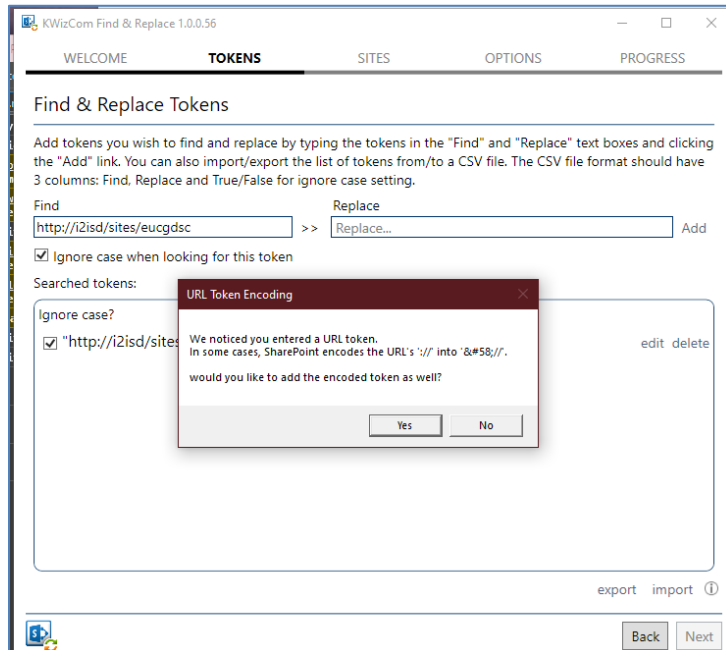 KWizCom Find & Replace 1.0.0.56
WELCOME TOKENS SITES OPTIONS PROGRESS
Find & Replace Tokens
Add tokens you wish to find and replace by typing the tokens in the "Find" and "Replace" text boxes and clicking
the "Add" link. You can also import/export the list of tokens from/to a CSV file. The CSV file format should have
3 columns: Find, Replace and True/False for ignore case setting.
Find Replace
http://i2isd/sites/eucgdsc >> Replace... Add
Ignore case when looking for this token
Searched tokens:
URL Token Encoding
Ignore case?
"http://i2isd/sites edit delete
We noticed you entered a URL token.
In some cases, SharePoint encodes the URL's '://' into '&#58;//'.
would you like to add the encoded token as well?
Yes No
export import
Back Next